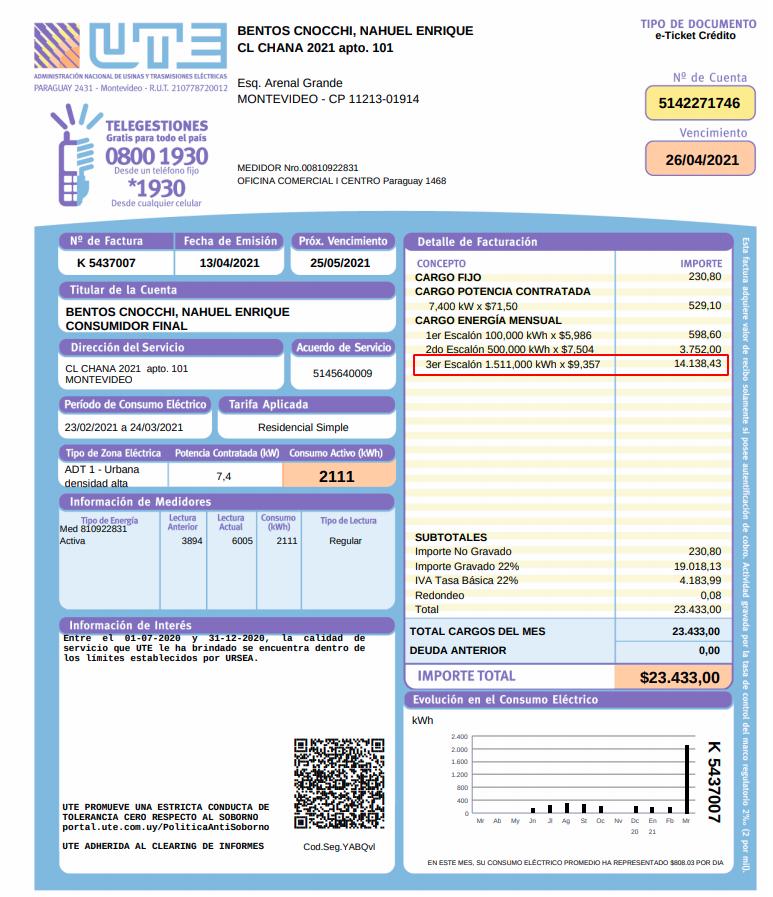 UTE
ADMINISTRACIÓN NACIONAL DE USINAS Y TRASMISIONES ELÉCTRICAS
PARAGUAY 2431 - Montevideo - R.U.T. 210778720012
TELEGESTIONES
Gratis para todo el país
0800 1930
Desde un teléfono fijo
*1930
Desde cualquier celular
BENTOS CNOCCHI, NAHUEL ENRIQUE
CL CHANA 2021 apto. 101
Esq. Arenal Grande
MONTEVIDEO - CP 11213-01914
MEDIDOR Nro.00810922831
OFICINA COMERCIAL I CENTRO Paraguay 1468
TIPO DE DOCUMENTO
e-Ticket Crédito
Nº de Cuenta
5142271746
Vencimiento
26/04/2021
Nº de Factura Fecha de Emisión Próx. Vencimiento
K 5437007 13/04/2021 25/05/2021
Titular de la Cuenta
BENTOS CNOCCHI, NAHUEL ENRIQUE
CONSUMIDOR FINAL
Dirección del Servicio Acuerdo de Servicio
CL CHANA 2021 apto. 101
MONTEVIDEO
5145640009
Período de Consumo Eléctrico Tarifa Aplicada
23/02/2021 a 24/03/2021 Residencial Simple
Tipo de Zona Eléctrica Potencia Contratada (kW) Consumo Activo (kWh)
ADT 1 - Urbana
densidad alta
7,4 2111
Información de Medidores
Tipo de Energía Lectura Anterior Lectura Actual Consumo (kWh) Tipo de Lectura
Med 810922831
Activa 3894 6005 2111 Regular
Información de Interés
Entre el 01-07-2020 y 31-12-2020, la calidad de
servicio que UTE le ha brindado se encuentra dentro de
los límites establecidos por URSEA.
UTE PROMUEVE UNA ESTRICTA CONDUCTA DE
TOLERANCIA CERO RESPECTO AL SOBORNO
portal.ute.com.uy/PoliticaAntiSoborno
UTE ADHERIDA AL CLEARING DE INFORMES
Cod.Seg.YABQvl
Detalle de Facturación
CONCEPTO IMPORTE
CARGO FIJO 230,80
CARGO POTENCIA CONTRATADA
7,400 kW x $71,50 529,10
CARGO ENERGÍA MENSUAL
1er Escalón 100,000 kWh x $5,986 598,60
2do Escalón 500,000 kWh x $7,504 3.752,00
3er Escalón 1.511,000 kWh x $9,357 14.138,43
SUBTOTALES
Importe No Gravado 230,80
Importe Gravado 22% 19.018,13
IVA Tasa Básica 22% 4.183,99
Redondeo 0,08
Total 23.433,00
TOTAL CARGOS DEL MES 23.433,00
DEUDA ANTERIOR 0,00
IMPORTE TOTAL $23.433,00
Evolución en el Consumo Eléctrico
kWh
2.400
2.000
1.600
1.200
800
400
0
Mr Ab My Jn Jl Ag St Oc Nv Dc En Fb Mr
20 21
K 5437007
EN ESTE MES, SU CONSUMO ELÉCTRICO PROMEDIO HA REPRESENTADO $808.03 POR DIA
Esta factura adquiere valor de recibo solamente si posee autentificación de cobro. Actividad gravada por la tasa de control del marco regulatorio 2‰ (2 por mil).